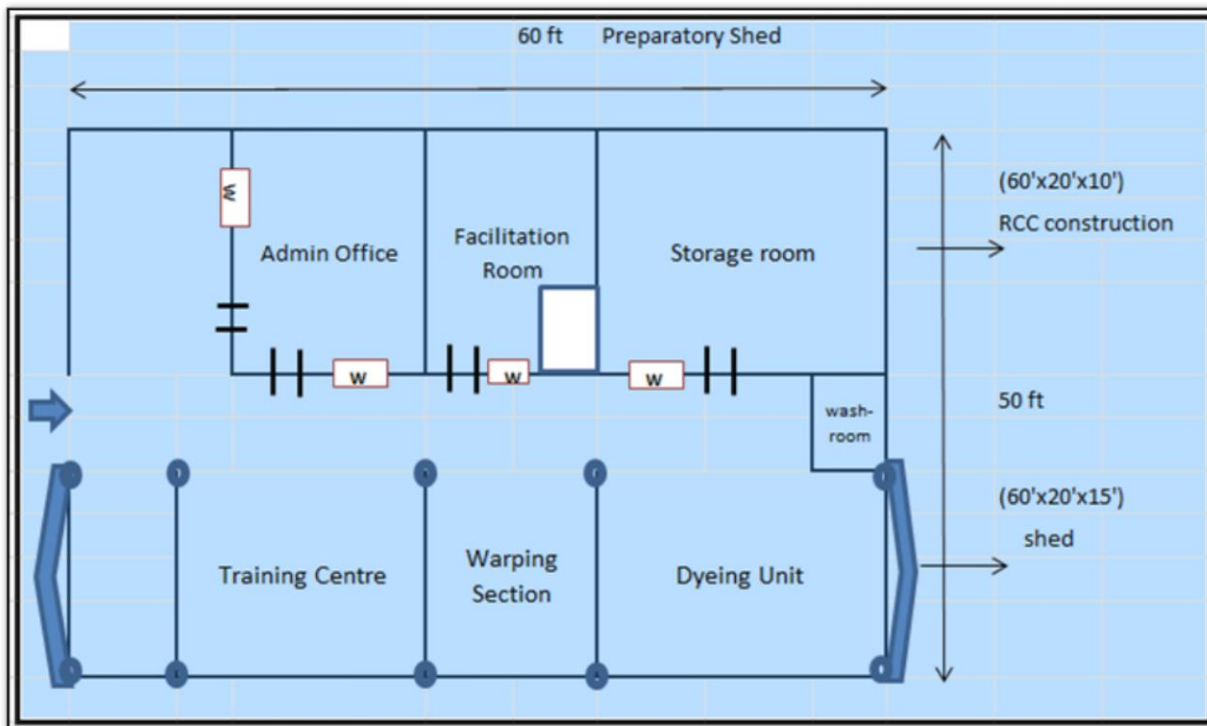 60 ft Preparatory Shed
(60'x20'x10')
RCC construction
W
Admin Office
Facilitation
Room
Storage room
W
W
W
wash-
room
50 ft
(60'x20'x15')
shed
Training Centre
Warping
Section
Dyeing Unit